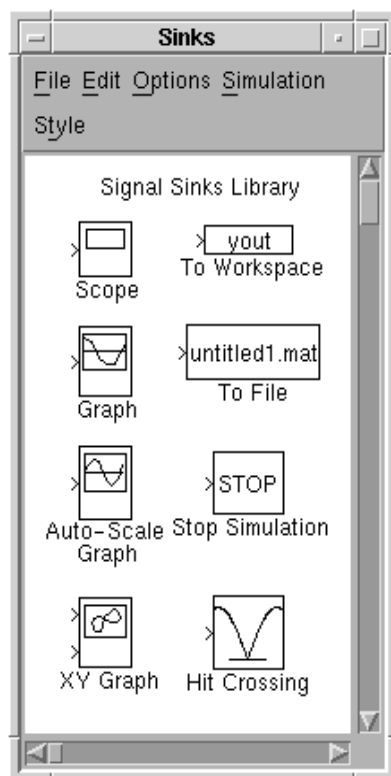 Sinks
File Edit Options Simulation
Style
Signal Sinks Library
Scope
yout
To Workspace
Graph
untitled1.mat
To File
Auto-Scale
Graph
STOP
Stop Simulation
XY Graph
Hit Crossing